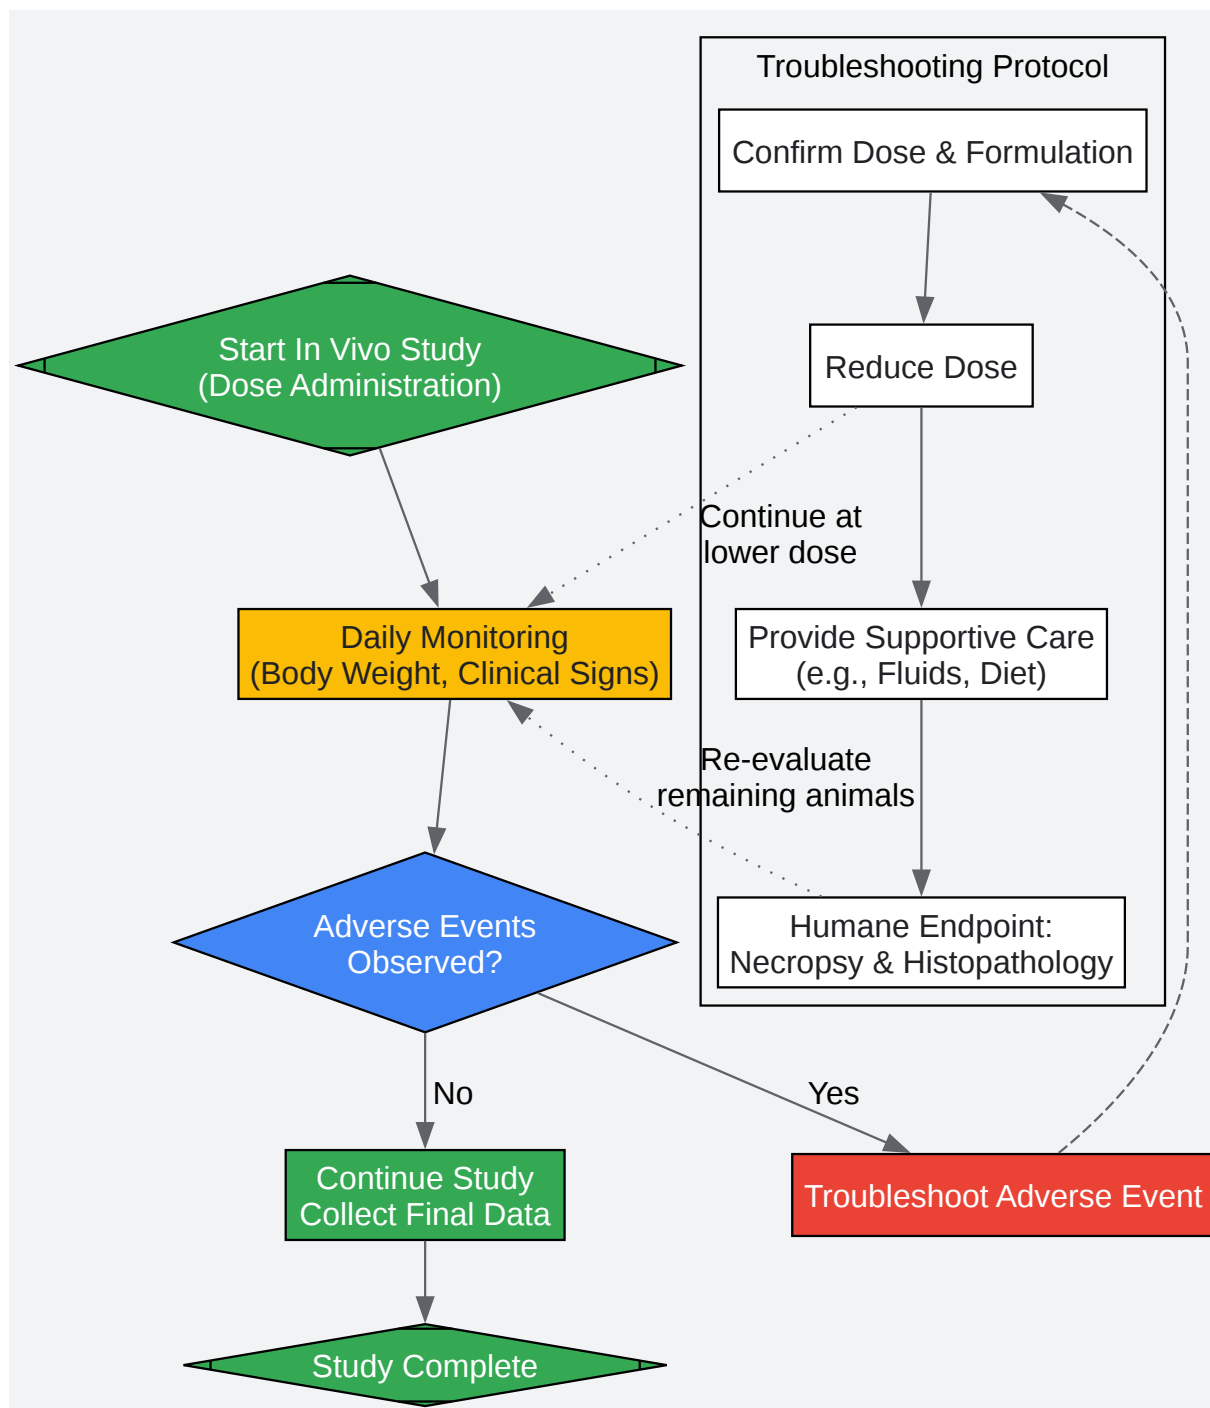 Troubleshooting Protocol
Confirm Dose & Formulation
Start In Vivo Study
(Dose Administration)
Reduce Dose
Continue at
lower dose
Daily Monitoring
(Body Weight, Clinical Signs)
Provide Supportive Care
(e.g., Fluids, Diet)
Re-evaluate
remaining animals
Adverse Events
Observed?
Humane Endpoint:
Necropsy & Histopathology
No
Yes
Continue Study
Collect Final Data
Troubleshoot Adverse Event
Study Complete